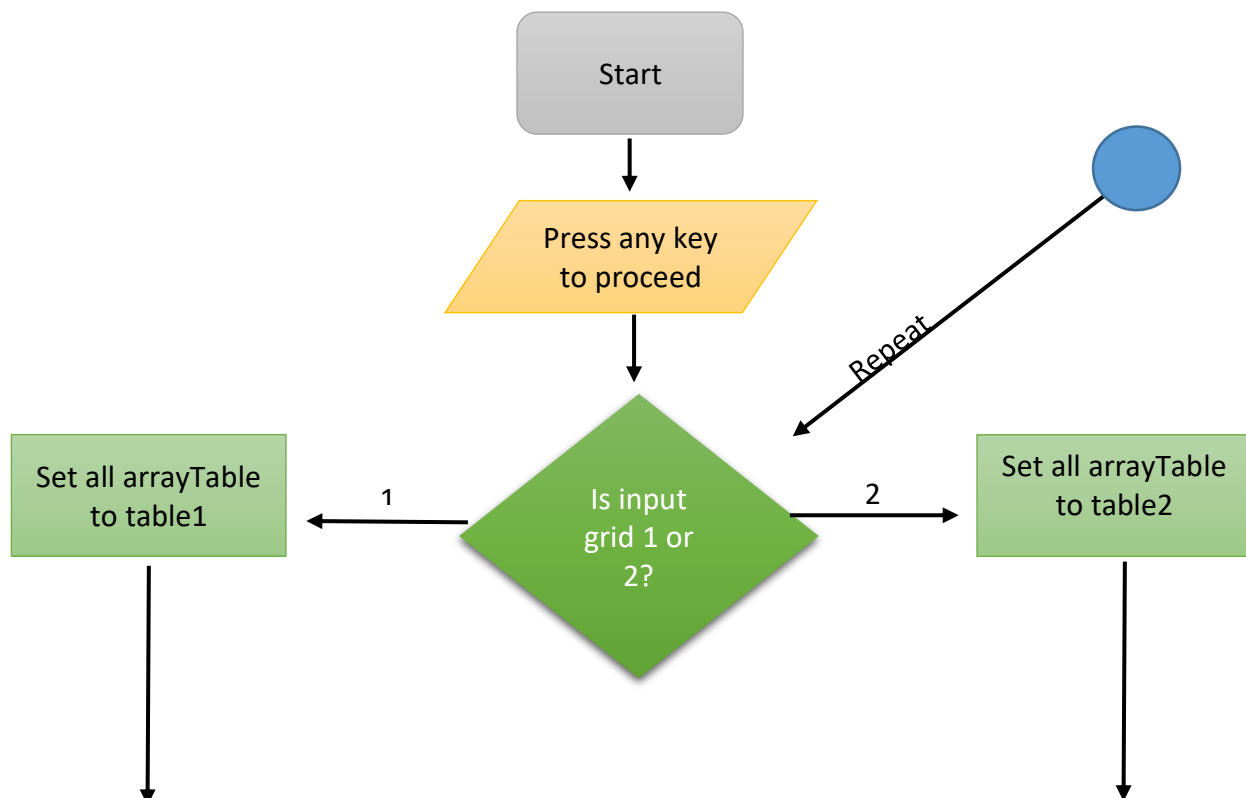 Start
Press any key
to proceed
Repeat
Set all arrayTable
to table1
1
Is input
grid 1 or
2?
2
Set all arrayTable
to table2